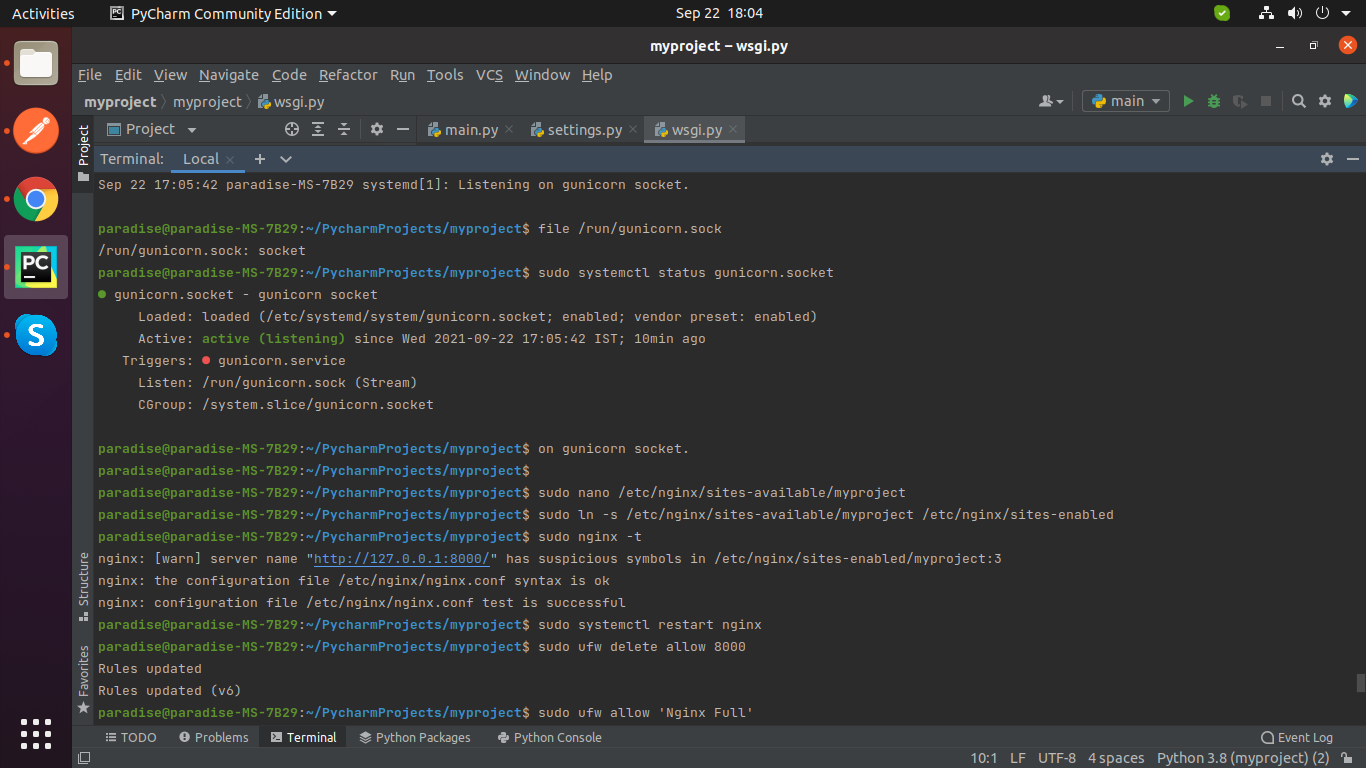 Activities PyCharm Community Edition Sep 22 18:04
myproject – wsgi.py
File Edit View Navigate Code Refactor Run Tools VCS Window Help
myproject myproject wsgi.py main
Project main.py settings.py wsgi.py
Project
Terminal: Local
Sep 22 17:05:42 paradise-MS-7B29 systemd[1]: Listening on gunicorn socket.
paradise@paradise-MS-7B29:~/PycharmProjects/myproject$ file /run/gunicorn.sock
/run/gunicorn.sock: socket
paradise@paradise-MS-7B29:~/PycharmProjects/myproject$ sudo systemctl status gunicorn.socket
● gunicorn.socket - gunicorn socket
Loaded: loaded (/etc/systemd/system/gunicorn.socket; enabled; vendor preset: enabled)
Active: active (listening) since Wed 2021-09-22 17:05:42 IST; 10min ago
Triggers: ● gunicorn.service
Listen: /run/gunicorn.sock (Stream)
CGroup: /system.slice/gunicorn.socket
paradise@paradise-MS-7B29:~/PycharmProjects/myproject$ on gunicorn socket.
paradise@paradise-MS-7B29:~/PycharmProjects/myproject$
paradise@paradise-MS-7B29:~/PycharmProjects/myproject$ sudo nano /etc/nginx/sites-available/myproject
paradise@paradise-MS-7B29:~/PycharmProjects/myproject$ sudo ln -s /etc/nginx/sites-available/myproject /etc/nginx/sites-enabled
paradise@paradise-MS-7B29:~/PycharmProjects/myproject$ sudo nginx -t
nginx: [warn] server name "http://127.0.0.1:8000/" has suspicious symbols in /etc/nginx/sites-enabled/myproject:3
nginx: the configuration file /etc/nginx/nginx.conf syntax is ok
nginx: configuration file /etc/nginx/nginx.conf test is successful
paradise@paradise-MS-7B29:~/PycharmProjects/myproject$ sudo systemctl restart nginx
paradise@paradise-MS-7B29:~/PycharmProjects/myproject$ sudo ufw delete allow 8000
Rules updated
Rules updated (v6)
paradise@paradise-MS-7B29:~/PycharmProjects/myproject$ sudo ufw allow 'Nginx Full'
Structure
Favorites
TODO Problems Terminal Python Packages Python Console Event Log
10:1 LF UTF-8 4 spaces Python 3.8 (myproject) (2)